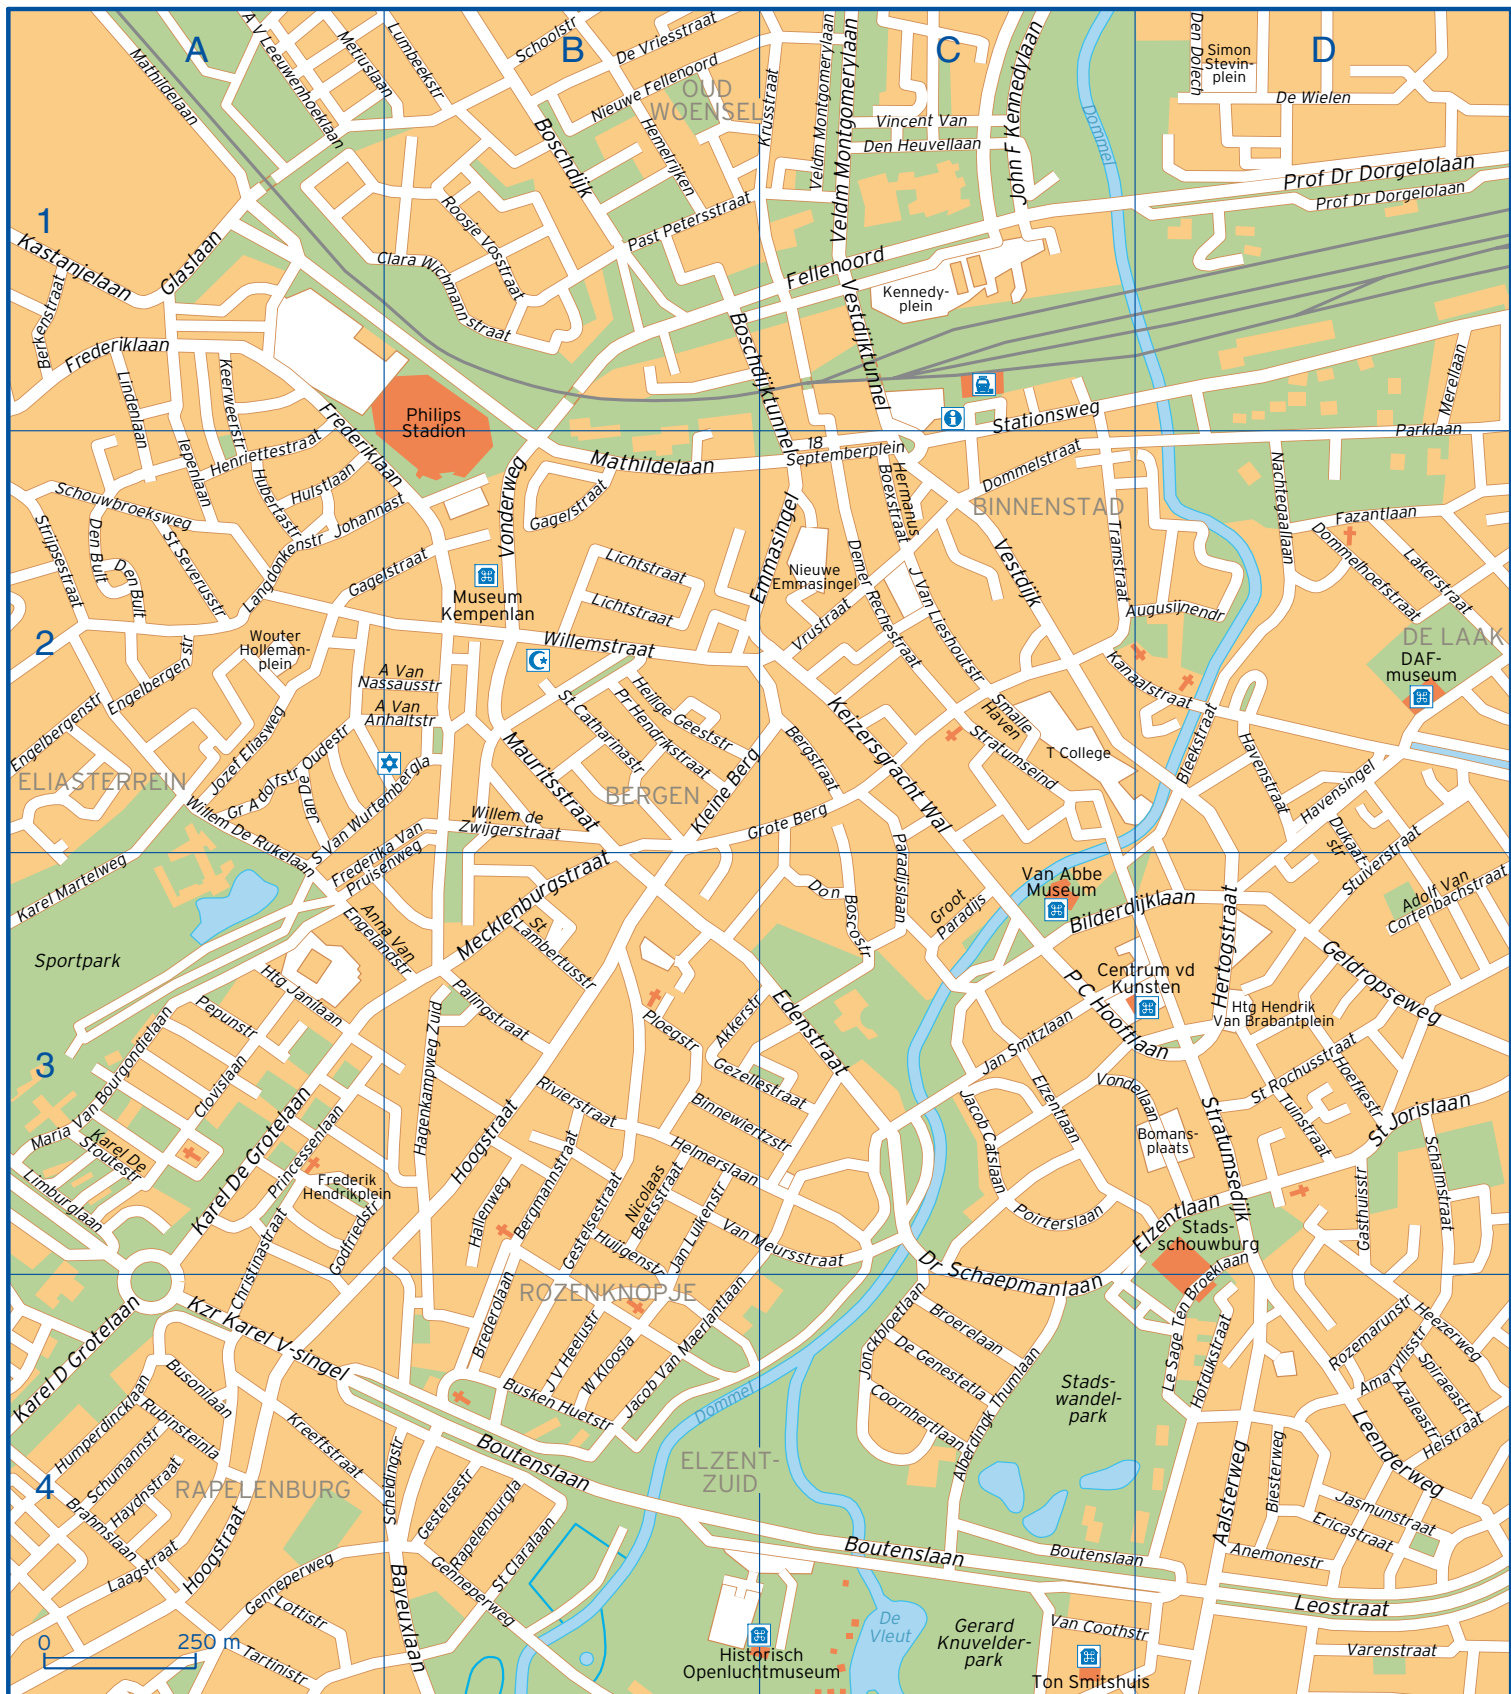 A
B
C
D
1
2
3
4
Mathildelaan
A V Leeuwenhoeklaan
Metiuslaan
Lumbeekstr
Schoolstr
De Vriesstraat
Nieuwe Fellenoord
OUD
WOENSEL
Boschdijk
Hemelrijken
Krusstraat
Veldm Montgomerylaan
Veldm Montgomerylaan
Vincent Van
Den Heuvellaan
John F Kennedylaan
Dommel
Den Dolech
Simon
Stevin-
plein
De Wielen
Prof Dr Dorgelolaan
Prof Dr Dorgelolaan
Kastanjelaan
Glaslaan
Roosje Vosstraat
Clara Wichmannstraat
Past Petersstraat
Fellenoord
Kennedy-
plein
Vestdijktunnel
Boschdijktunnel
Berkenstraat
Frederiklaan
Lindenlaan
Keerweerstr
Iepenlaan
Philips
Stadion
Frederiklaan
Henriettestraat
Hubertastr
Hulstlaan
Johannast
Langdonkenstr
Stationsweg
Merellaan
Parklaan
18
Septemberplein
Mathildelaan
Vonderweg
Gagelstraat
Gagelstraat
Schouwbroeksweg
Strijpsestraat
Den Bult
Den Bult
St Severusstr
Museum
Kempenlan
Lichtstraat
Lichtstraat
Emmasingel
Nieuwe
Emmasingel
Vrustraat
Hermanus
Boexstraat
Dommelstraat
BINNENSTAD
Demer
Rechestraat
J Van Lieshoutstr
Vestdijk
Tramstraat
Augusijnendr
Nachtegaallaan
Fazantlaan
Dommelhoefstraat
Lakerstraat
DE LAAK
DAF-
museum
Wouter
Holleman-
plein
Willemstraat
A Van
Nassausstr
A Van
Anhaltstr
Engelbergen str
Engelbergenstr
ELIASTERREIN
Jozef Eliasweg
Gr Adolfstr
Oudestr
Jan De
S Van Wurtembergla
Willem De Rukelaan
St Catharinastr
Pr Hendrikstraat
Heilige Geeststr
Mauritsstraat
BERGEN
Kleine Berg
Bergstraat
Keizersgracht
Wal
Smalle
Haven
Stratumseind
T College
Kanaalstraat
Bleekstraat
Havenstraat
Havensingel
Dukaat-
str
Stuiverstraat
Willem de
Zwijgerstraat
Grote Berg
Frederika Van
Pruisenweg
Karel Martelweg
Sportpark
Mecklenburgstraat
Anna Van
Engelandstr
St
Lambertusstr
Don
Boscostr
Paradijslaan
Groot
Paradijs
Van Abbe
Museum
Bilderdijklaan
Hertogstraat
Adolf Van
Cortenbachstraat
Geldropseweg
Centrum vd
Kunsten
P C Hooftlaan
Htg Hendrik
Van Brabantplein
Htg Janlaan
Pepunstr
Palingstraat
Ploegstr
Akkerstr
Edenstraat
Jan Smitzlaan
Maria Van Bourgondielaan
Clovislaan
Karel De
Stoutestr
Limburglaan
Karel De Grotelaan
Princessenlaan
Frederik
Hendrikplein
Godfriedstr
Christinastraat
Hagenkampweg Zuid
Hoogstraat
Rivierstraat
Gezellestraat
Binnewiertzstr
Helmerslaan
Hallenweg
Bergmannstraat
Gestelsestraat
Nicolaas
Beetsstraat
Huijgenstr
Jan Luikenstr
Van Meursstraat
Elzentlaan
Vondellaan
Jacob Catslaan
Bomans-
plaats
Poirterslaan
Stratumsedijk
St Rochusstraat
Hoefkestr
Tuinstraat
St Jorislaan
Schalmstraat
Gasthuisstr
Elzentlaan
Stads-
schouwburg
Dr Schaepmanlaan
Le Sage Ten Broeklaan
ROZENKNOPJE
Brederolaan
J V Heelustr
W Kloosla
Jacob Van Maerlantlaan
Busken Huetstr
Karel D Grotelaan
Kzr Karel V-singel
Jonckbloetlaan
Broerelaan
De Genestetla
Coornhertlaan
Alberdingk Thumlaan
Stads-
wandel-
park
Hofdijkstraat
Rozemarunstr
Heezerweg
Amaryllisstr
Spiraeastr
Azaleastr
Heistraat
Leenderweg
Humperdincklaan
Busonilaan
Rubinsteinla
Schumannstr
Haydnstraat
Brahmslaan
Laagstraat
Hoogstraat
Kreeftstraat
RAPELENBURG
Scheldingstr
Boutenslaan
Gestelsestr
Rapelenburgla
St Claralaan
Genneperweg
Genneperweg
Lottistr
Tartinistr
Bayeuxlaan
Dommel
ELZENT-
ZUID
Boutenslaan
Boutenslaan
Aalsterweg
Biesterweg
Jasmunstraat
Ericastraat
Anemonestr
Leostraat
Varenstraat
De
Vleut
Gerard
Knuvelder-
park
Van Coothstr
Ton Smitshuis
Historisch
Openluchtmuseum
0
250 m